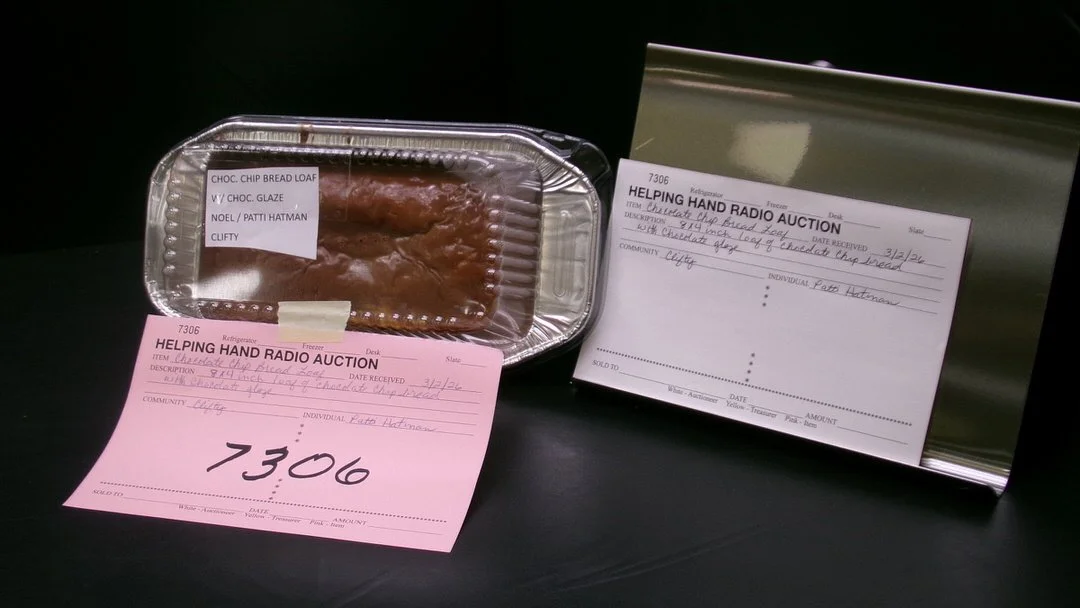 CHOC. CHIP BREAD LOAF
W/ CHOC. GLAZE
NOEL / PATTI HATMAN
CLIFTY
7306
Refrigerator Freezer Desk Slate
HELPING HAND RADIO AUCTION
ITEM Chocolate Chip Bread Loaf DATE RECEIVED 3/2/26
DESCRIPTION 8x4 inch loaf of Chocolate Chip bread
with Chocolat glaze
COMMUNITY Clifty INDIVIDUAL Patti Hatman
7306
SOLD TO DATE AMOUNT
White - Auctioneer Yellow - Treasurer Pink - Item
7306
Refrigerator Freezer Desk Slate
HELPING HAND RADIO AUCTION
ITEM Chocolate Chip Bread Loaf DATE RECEIVED 3/2/26
DESCRIPTION 8x4 inch loaf of Chocolate Chip bread
with Chocolate glaze
COMMUNITY Clifty INDIVIDUAL Patti Hatman
SOLD TO DATE AMOUNT
White - Auctioneer Yellow - Treasurer Pink - Item